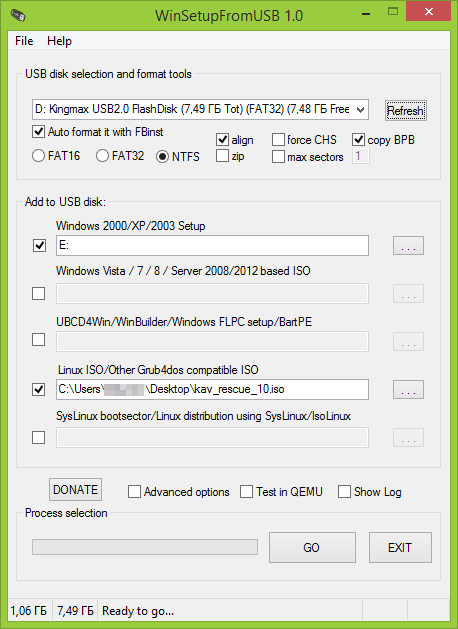 WinSetupFromUSB 1.0
File Help
USB disk selection and format tools
D: Kingmax USB2.0 FlashDisk (7,49 ГБ Tot) (FAT32) (7,48 ГБ Free
Refresh
Auto format it with FBinst
align force CHS copy BPB
FAT16 FAT32 NTFS zip max sectors 1
Add to USB disk:
Windows 2000/XP/2003 Setup
E:
...
Windows Vista / 7 / 8 / Server 2008/2012 based ISO
...
UBCD4Win/WinBuilder/Windows FLPC setup/BartPE
...
Linux ISO/Other Grub4dos compatible ISO
C:\Users\ \Desktop\kav_rescue_10.iso
...
SysLinux bootsector/Linux distribution using SysLinux/IsoLinux
...
DONATE Advanced options Test in QEMU Show Log
Process selection
GO EXIT
1,06 ГБ 7,49 ГБ Ready to go...